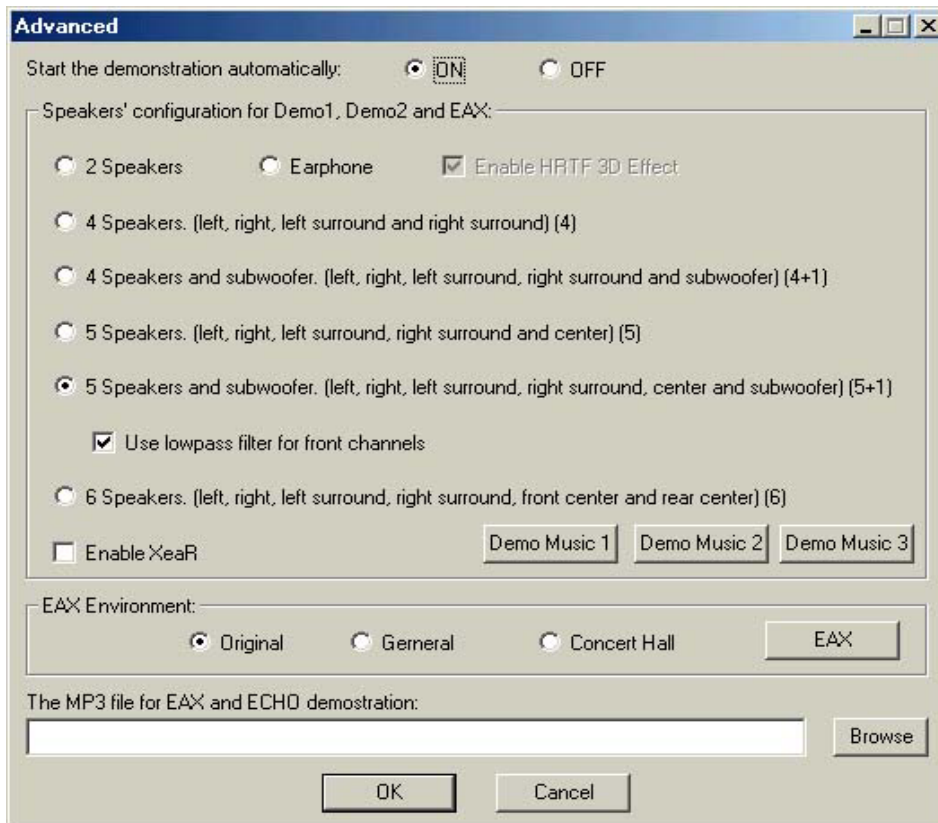 Advanced
Start the demonstration automatically: ON OFF
Speakers' configuration for Demo1, Demo2 and EAX:
2 Speakers Earphone Enable HRTF 3D Effect
4 Speakers. (left, right, left surround and right surround) (4)
4 Speakers and subwoofer. (left, right, left surround, right surround and subwoofer) (4+1)
5 Speakers. (left, right, left surround, right surround and center) (5)
5 Speakers and subwoofer. (left, right, left surround, right surround, center and subwoofer) (5+1)
Use lowpass filter for front channels
6 Speakers. (left, right, left surround, right surround, front center and rear center) (6)
Enable XeaR Demo Music 1 Demo Music 2 Demo Music 3
EAX Environment:
Original Gerneral Concert Hall EAX
The MP3 file for EAX and ECHO demostration:
Browse
OK Cancel